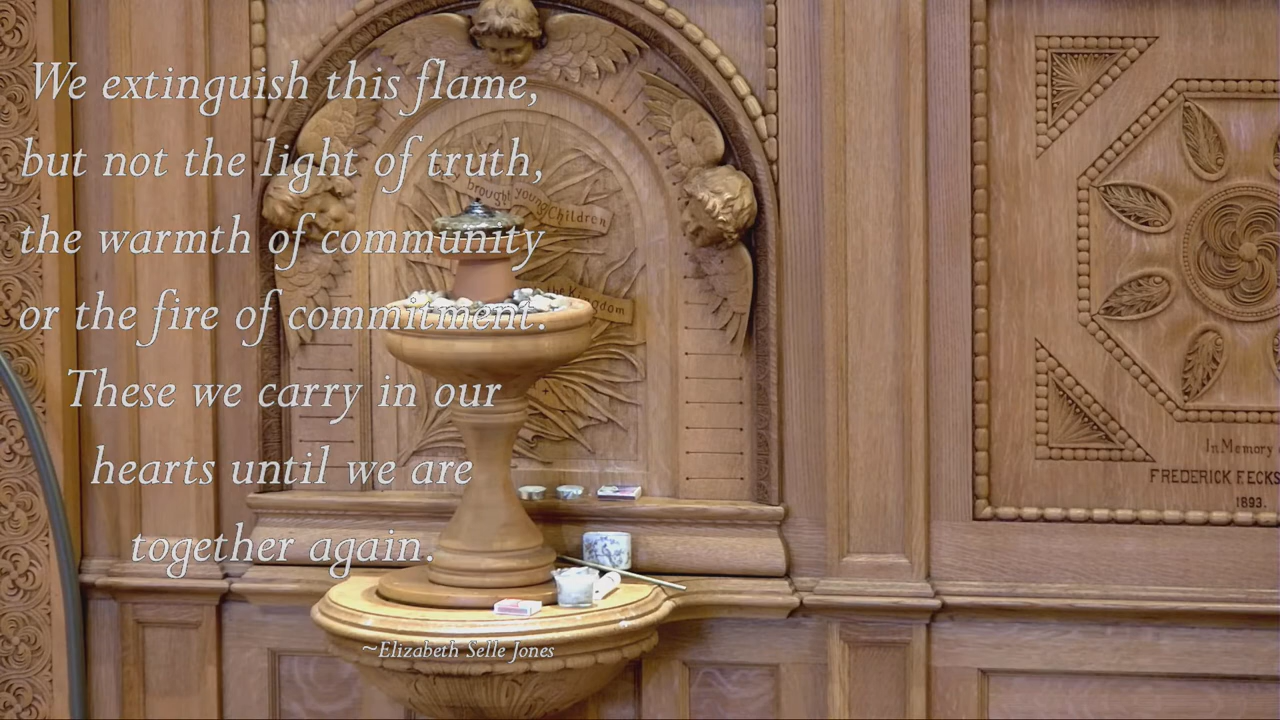 We extinguish this flame,
but not the light of truth,
the warmth of community
or the fire of commitment.
These we carry in our
hearts until we are
together again.
~Elizabeth Selle Jones
brought young Children
the Kingdom
In Memory
FREDERICK
1893.